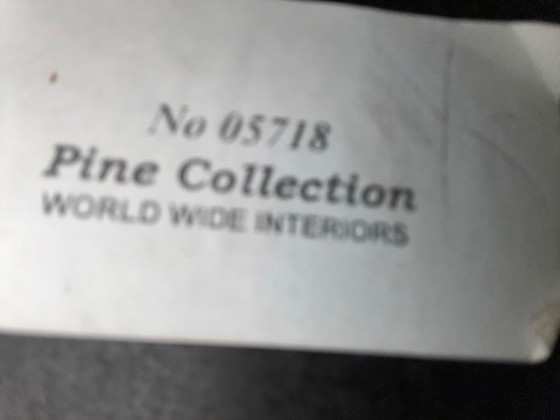 No 05718
Pine Collection
WORLD WIDE INTERIORS